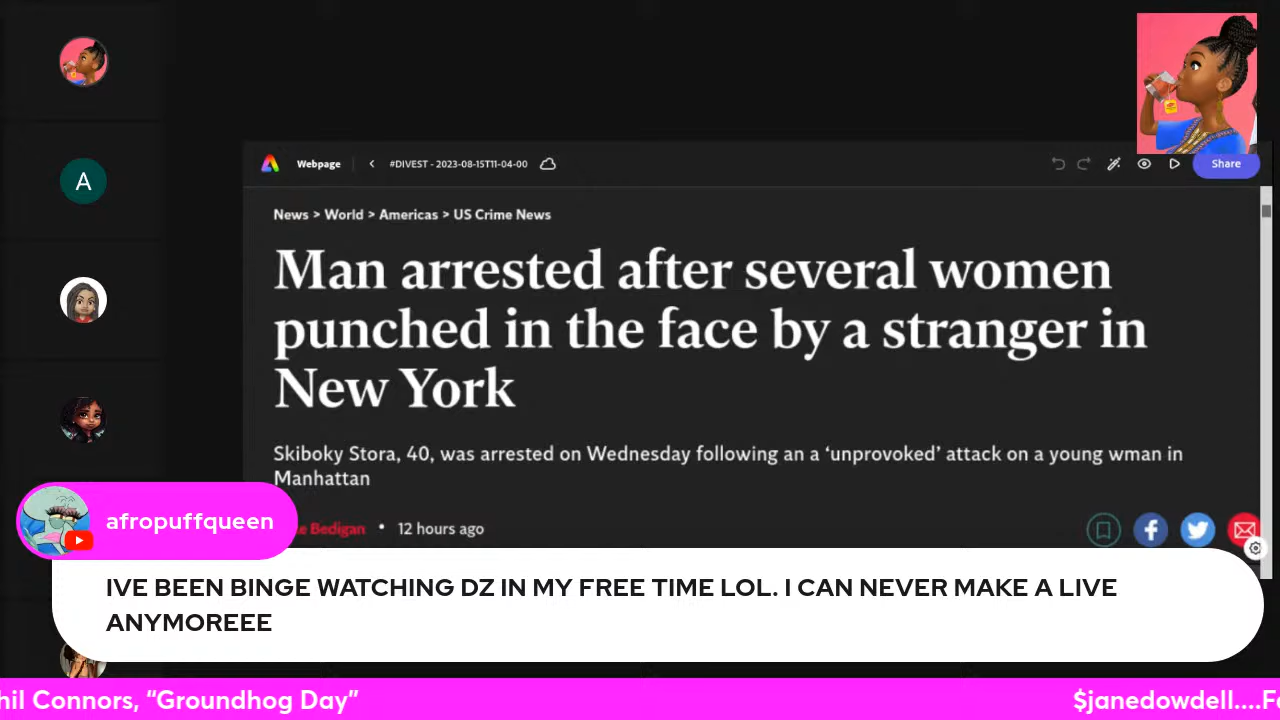 Webpage
#DIVEST - 2023-08-15T11-04-00
Share
News > World > Americas > US Crime News
Man arrested after several women
punched in the face by a stranger in
New York
Skiboky Stora, 40, was arrested on Wednesday following an a ‘unprovoked’ attack on a young wman in
Manhattan
A
afropuffqueen
Bedigan • 12 hours ago
IVE BEEN BINGE WATCHING DZ IN MY FREE TIME LOL. I CAN NEVER MAKE A LIVE
ANYMOREEE
hil Connors, “Groundhog Day”
$janedowdell....Fe